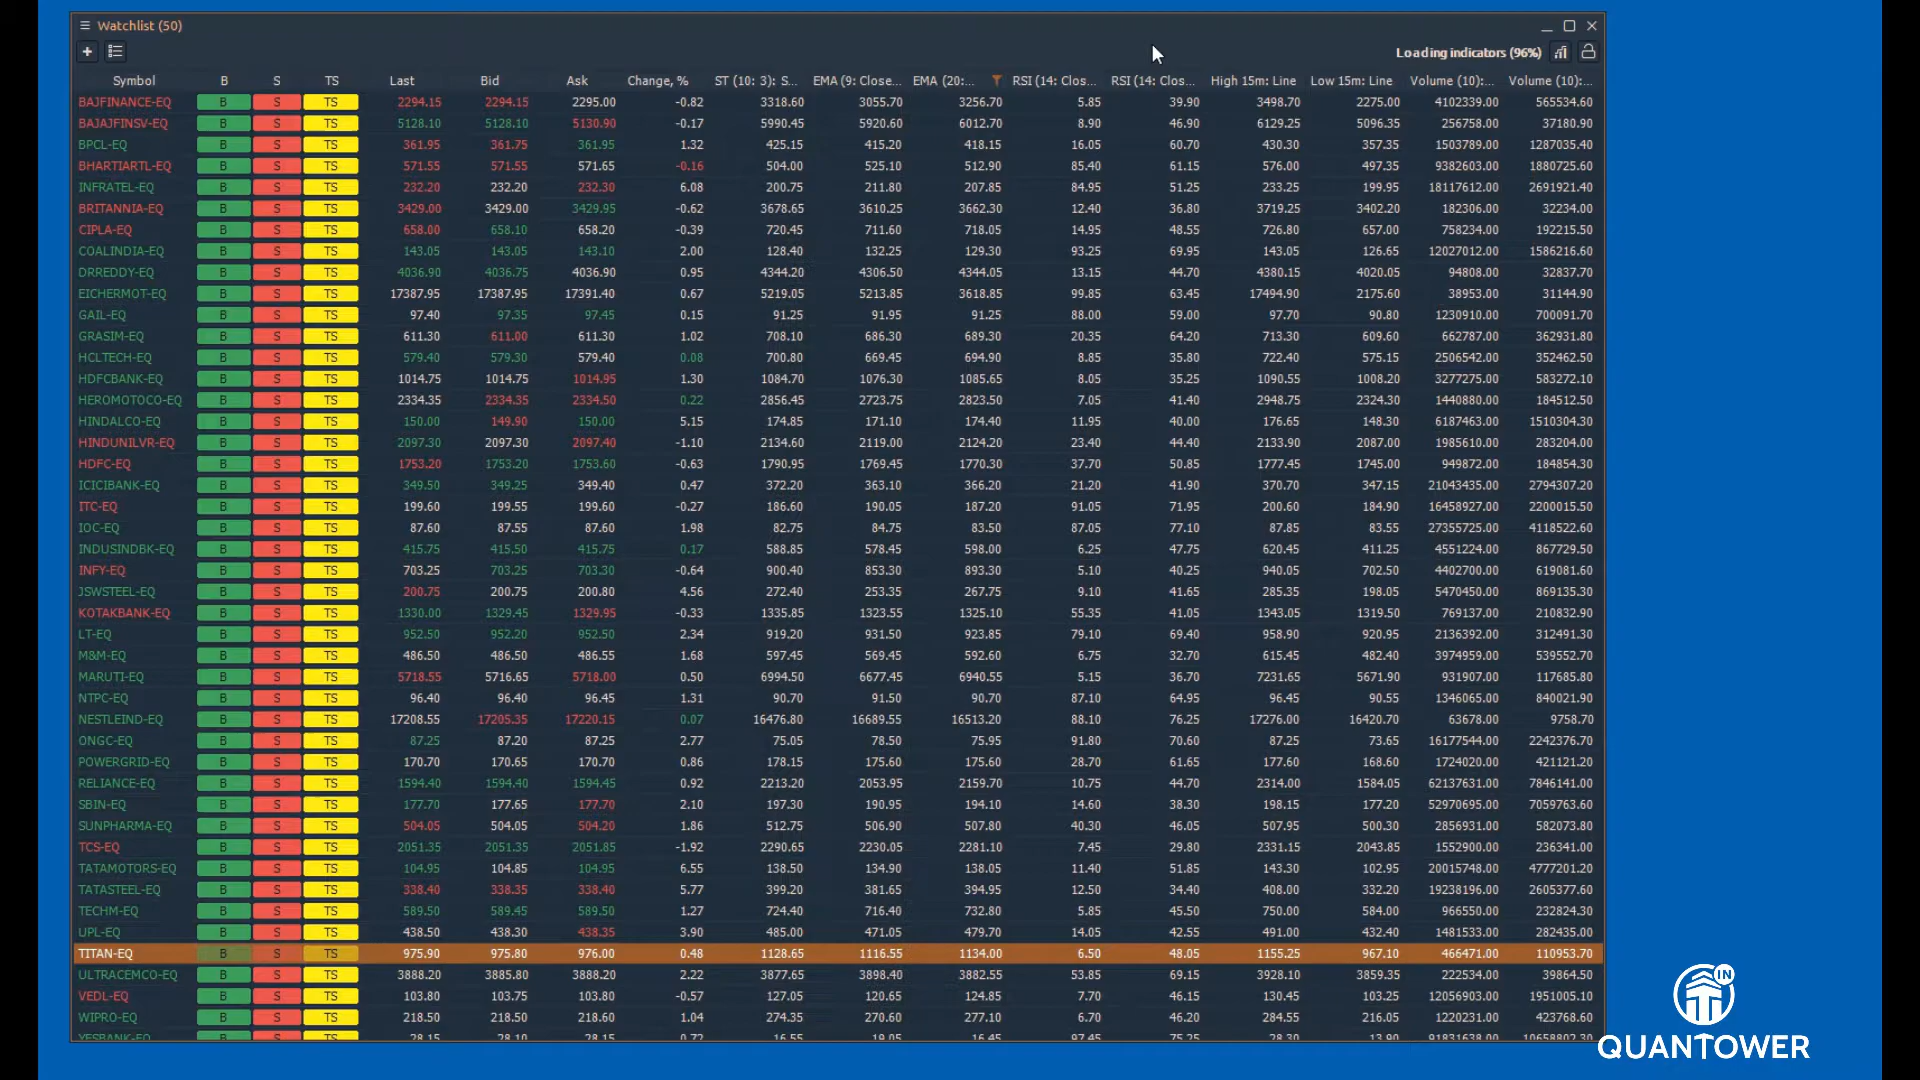 Watchlist (50)
Loading indicators (96%)
Symbol B S TS Last Bid Ask Change, % ST (10: 3): S... EMA (9: Close... EMA (20:... RSI (14: Clos... RSI (14: Clos... High 15m: Line Low 15m: Line Volume (10):... Volume (10):...
BAJFINANCE-EQ B S TS 2294.15 2294.15 2295.00 -0.82 3318.60 3055.70 3256.70 5.85 39.90 3498.70 2275.00 4102339.00 565534.60
BAJAJFINSV-EQ B S TS 5128.10 5128.10 5130.90 -0.17 5990.45 5920.60 6012.70 8.90 46.90 6129.25 5096.35 256758.00 37180.90
BPCL-EQ B S TS 361.95 361.75 361.95 1.32 425.15 415.20 418.15 16.05 60.70 430.30 357.35 1503789.00 1287035.40
BHARTIARTL-EQ B S TS 571.55 571.55 571.65 -0.16 504.00 525.10 512.90 85.40 61.15 576.00 497.35 9382603.00 1880725.60
INFRATEL-EQ B S TS 232.20 232.20 232.30 6.08 200.75 211.80 207.85 84.95 51.25 233.25 199.95 18117612.00 2691921.40
BRITANNIA-EQ B S TS 3429.00 3429.00 3429.95 -0.62 3678.65 3610.25 3662.30 12.40 36.80 3719.25 3402.20 182306.00 32234.00
CIPLA-EQ B S TS 658.00 658.10 658.20 -0.39 720.45 711.60 718.05 14.95 48.55 726.80 657.00 758234.00 192215.50
COALINDIA-EQ B S TS 143.05 143.05 143.10 2.00 128.40 132.25 129.30 93.25 69.95 143.05 126.65 12027012.00 1586216.60
DRREDDY-EQ B S TS 4036.90 4036.75 4036.90 0.95 4344.20 4306.50 4344.05 13.15 44.70 4380.15 4020.05 94808.00 32837.70
EICHERMOT-EQ B S TS 17387.95 17387.95 17391.40 0.67 5219.05 5213.85 3618.85 99.85 63.45 17494.90 2175.60 38953.00 31144.90
GAIL-EQ B S TS 97.40 97.35 97.45 0.15 91.25 91.95 91.25 88.00 59.00 97.70 90.80 1230910.00 700091.70
GRASIM-EQ B S TS 611.30 611.00 611.30 1.02 708.10 686.30 689.30 20.35 64.20 713.30 609.60 662787.00 362931.80
HCLTECH-EQ B S TS 579.40 579.30 579.40 0.08 700.80 669.45 694.90 8.85 35.80 722.40 575.15 2506542.00 352462.50
HDFCBANK-EQ B S TS 1014.75 1014.75 1014.95 1.30 1084.70 1076.30 1085.65 8.05 35.25 1090.55 1008.20 3277275.00 583272.10
HEROMOTOCO-EQ B S TS 2334.35 2334.35 2334.50 0.22 2856.45 2723.75 2823.50 7.05 41.40 2948.75 2324.30 1440880.00 184512.50
HINDALCO-EQ B S TS 150.00 149.90 150.00 5.15 174.85 171.10 174.40 11.95 40.00 176.65 148.30 6187463.00 1510304.30
HINDUNILVR-EQ B S TS 2097.30 2097.30 2097.40 -1.10 2134.60 2119.00 2124.20 23.40 44.40 2133.90 2087.00 1985610.00 283204.00
HDFC-EQ B S TS 1753.20 1753.20 1753.60 -0.63 1790.95 1769.45 1770.30 37.70 50.85 1777.45 1745.00 949872.00 184854.30
ICICIBANK-EQ B S TS 349.50 349.25 349.40 0.47 372.20 363.10 366.20 21.20 41.90 370.70 347.15 21043435.00 2794307.20
ITC-EQ B S TS 199.60 199.55 199.60 -0.27 186.60 190.05 187.20 91.05 71.95 200.60 184.90 16458927.00 2200015.50
IOC-EQ B S TS 87.60 87.55 87.60 1.98 82.75 84.75 83.50 87.05 77.10 87.85 83.55 27355725.00 4118522.60
INDUSINDBK-EQ B S TS 415.75 415.50 415.75 0.17 588.85 578.45 598.00 6.25 47.75 620.45 411.25 4551224.00 867729.50
INFY-EQ B S TS 703.25 703.25 703.30 -0.64 900.40 853.30 893.30 5.10 40.25 940.05 702.50 4402700.00 619081.60
JSWSTEEL-EQ B S TS 200.75 200.75 200.80 4.56 272.40 253.35 267.75 9.10 41.65 285.35 198.05 5470450.00 869135.30
KOTAKBANK-EQ B S TS 1330.00 1329.45 1329.95 -0.33 1335.85 1323.55 1325.10 55.35 41.05 1343.05 1319.50 769137.00 210832.90
LT-EQ B S TS 952.50 952.20 952.50 2.34 919.20 931.50 923.85 79.10 69.40 958.90 920.95 2136392.00 312491.30
M&M-EQ B S TS 486.50 486.50 486.55 1.68 597.45 569.45 592.60 6.75 32.70 615.45 482.40 3974959.00 539552.70
MARUTI-EQ B S TS 5718.55 5716.65 5718.00 0.50 6994.50 6677.45 6940.55 5.15 36.70 7231.65 5671.90 931907.00 117685.80
NTPC-EQ B S TS 96.40 96.40 96.45 1.31 90.70 91.50 90.70 87.10 64.95 96.45 90.55 1346065.00 840021.90
NESTLEIND-EQ B S TS 17208.55 17205.35 17220.15 0.07 16476.80 16689.55 16513.20 88.10 76.25 17276.00 16420.70 63678.00 9758.70
ONGC-EQ B S TS 87.25 87.20 87.25 2.77 75.05 78.50 75.95 91.80 70.60 87.25 73.65 16177544.00 2242376.70
POWERGRID-EQ B S TS 170.70 170.65 170.70 0.86 178.15 175.60 175.60 28.70 61.65 177.60 168.60 1724020.00 421121.20
RELIANCE-EQ B S TS 1594.40 1594.40 1594.45 0.92 2213.20 2053.95 2159.70 10.75 44.70 2314.00 1584.05 62137631.00 7846141.00
SBIN-EQ B S TS 177.70 177.65 177.70 2.10 197.30 190.95 194.10 14.60 38.30 198.15 177.20 52970695.00 7059763.60
SUNPHARMA-EQ B S TS 504.05 504.05 504.20 1.86 512.75 506.90 507.80 40.30 46.05 507.95 500.30 2856931.00 582073.80
TCS-EQ B S TS 2051.35 2051.35 2051.85 -1.92 2290.65 2230.05 2281.10 7.45 29.80 2331.15 2043.85 1552900.00 236341.00
TATAMOTORS-EQ B S TS 104.95 104.85 104.95 6.55 138.50 134.90 138.05 11.40 51.85 143.30 102.95 20015748.00 4777201.20
TATASTEEL-EQ B S TS 338.40 338.35 338.40 5.77 399.20 381.65 394.95 12.50 34.40 408.00 332.20 19238196.00 2605377.60
TECHM-EQ B S TS 589.50 589.45 589.50 1.27 724.40 716.40 732.80 5.85 45.50 750.00 584.00 966550.00 232824.30
UPL-EQ B S TS 438.50 438.30 438.35 3.90 485.00 471.05 479.70 14.05 42.55 491.00 432.40 1481533.00 282435.00
TITAN-EQ B S TS 975.90 975.80 976.00 0.48 1128.65 1116.55 1134.00 6.50 48.05 1155.25 967.10 466471.00 110953.70
ULTRACEMCO-EQ B S TS 3888.20 3885.80 3888.20 2.22 3877.65 3898.40 3882.55 53.85 69.15 3928.10 3859.35 222534.00 39864.50
VEDL-EQ B S TS 103.80 103.75 103.80 -0.57 127.05 120.65 124.85 7.70 46.15 130.45 103.25 12056903.00 1951005.10
WIPRO-EQ B S TS 218.50 218.50 218.60 1.04 274.35 270.60 277.10 6.70 46.20 284.55 216.05 1220231.00 423768.60
YESBANK-EQ B S TS 28.15 28.10 28.15 0.72 16.55 19.05 16.45 97.45 75.25 28.30 13.90
IN
QUANTOWER